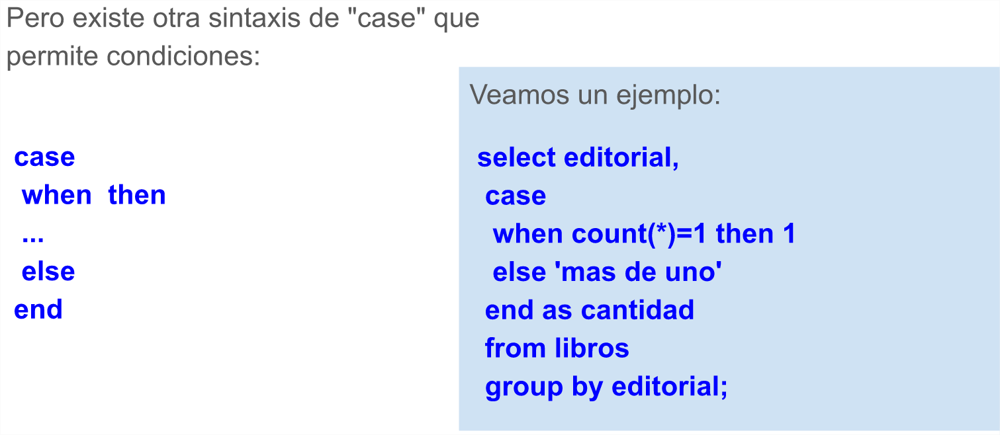 Pero existe otra sintaxis de "case" que
permite condiciones:
case
when  then
...
else
end
Veamos un ejemplo:
select editorial,
case
when count(*)=1 then 1
else 'mas de uno'
end as cantidad
from libros
group by editorial;